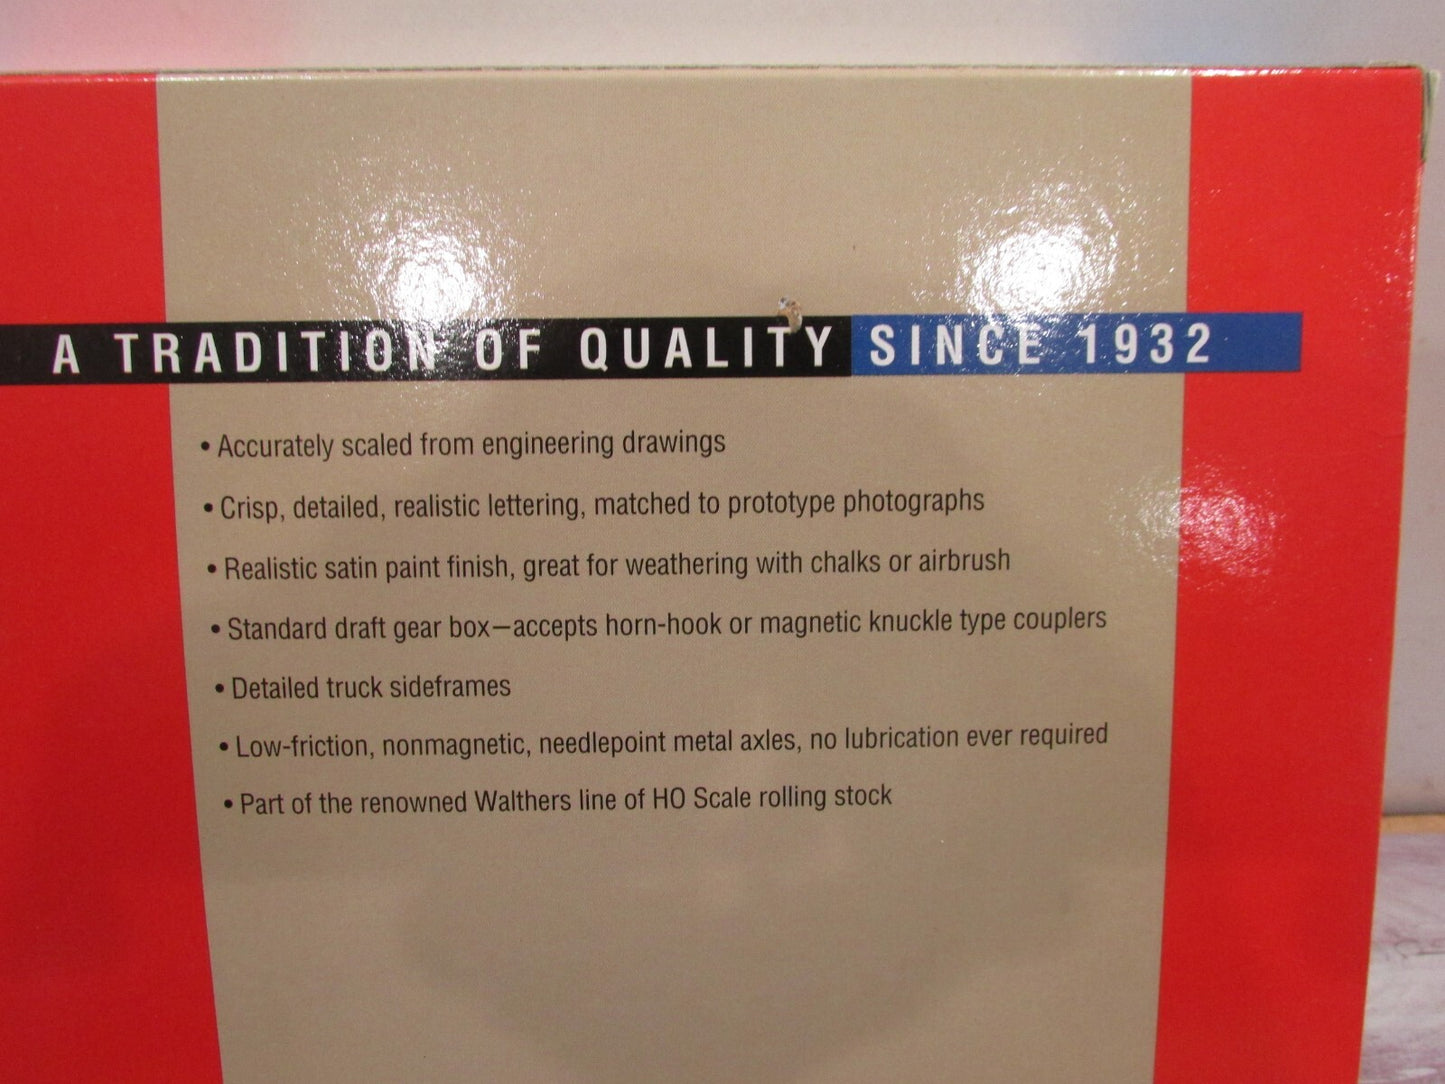 A TRADITION OF QUALITY SINCE 1932
• Accurately scaled from engineering drawings
• Crisp, detailed, realistic lettering, matched to prototype photographs
• Realistic satin paint finish, great for weathering with chalks or airbrush
• Standard draft gear box—accepts horn-hook or magnetic knuckle type couplers
• Detailed truck sideframes
• Low-friction, nonmagnetic, needlepoint metal axles, no lubrication ever required
• Part of the renowned Walthers line of HO Scale rolling stock